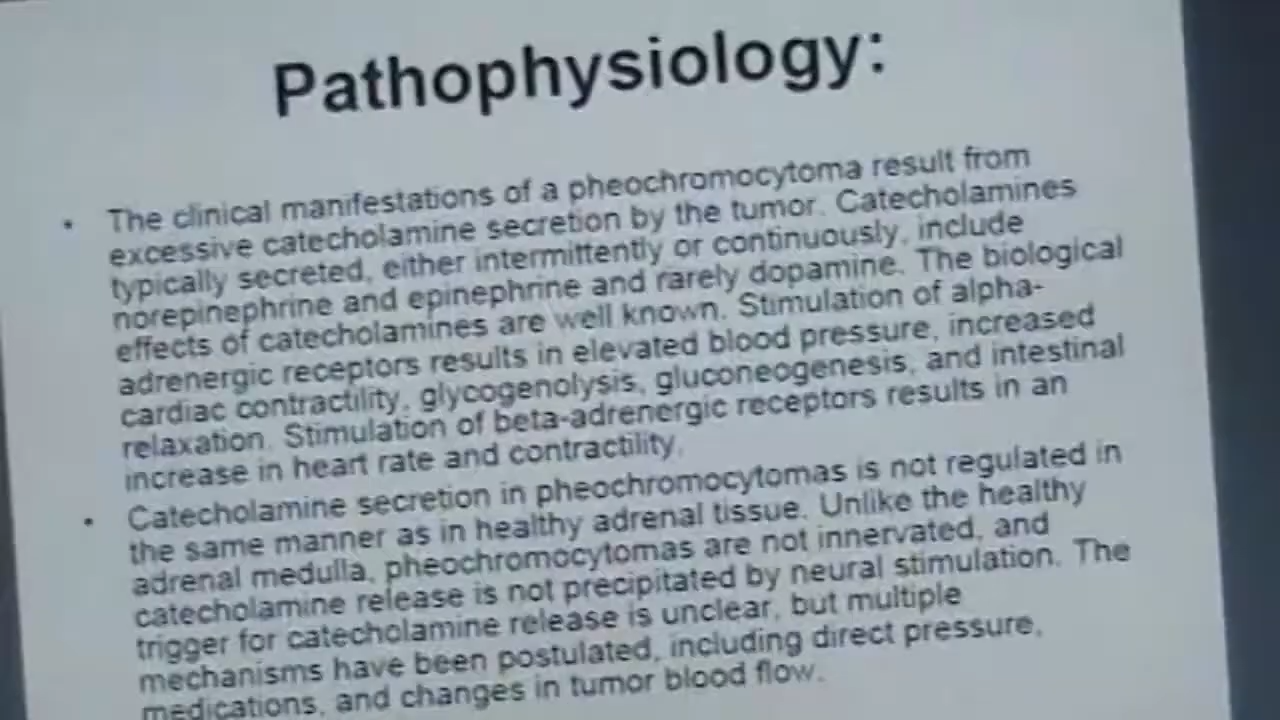 Pathophysiology:
• The clinical manifestations of a pheochromocytoma result from
excessive catecholamine secretion by the tumor. Catecholamines
typically secreted, either intermittently or continuously, include
norepinephrine and epinephrine and rarely dopamine. The biological
effects of catecholamines are well known. Stimulation of alpha-
adrenergic receptors results in elevated blood pressure, increased
cardiac contractility, glycogenolysis, gluconeogenesis, and intestinal
relaxation. Stimulation of beta-adrenergic receptors results in an
increase in heart rate and contractility.
• Catecholamine secretion in pheochromocytomas is not regulated in
the same manner as in healthy adrenal tissue. Unlike the healthy
adrenal medulla, pheochromocytomas are not innervated, and
catecholamine release is not precipitated by neural stimulation. The
trigger for catecholamine release is unclear, but multiple
mechanisms have been postulated, including direct pressure,
medications, and changes in tumor blood flow.